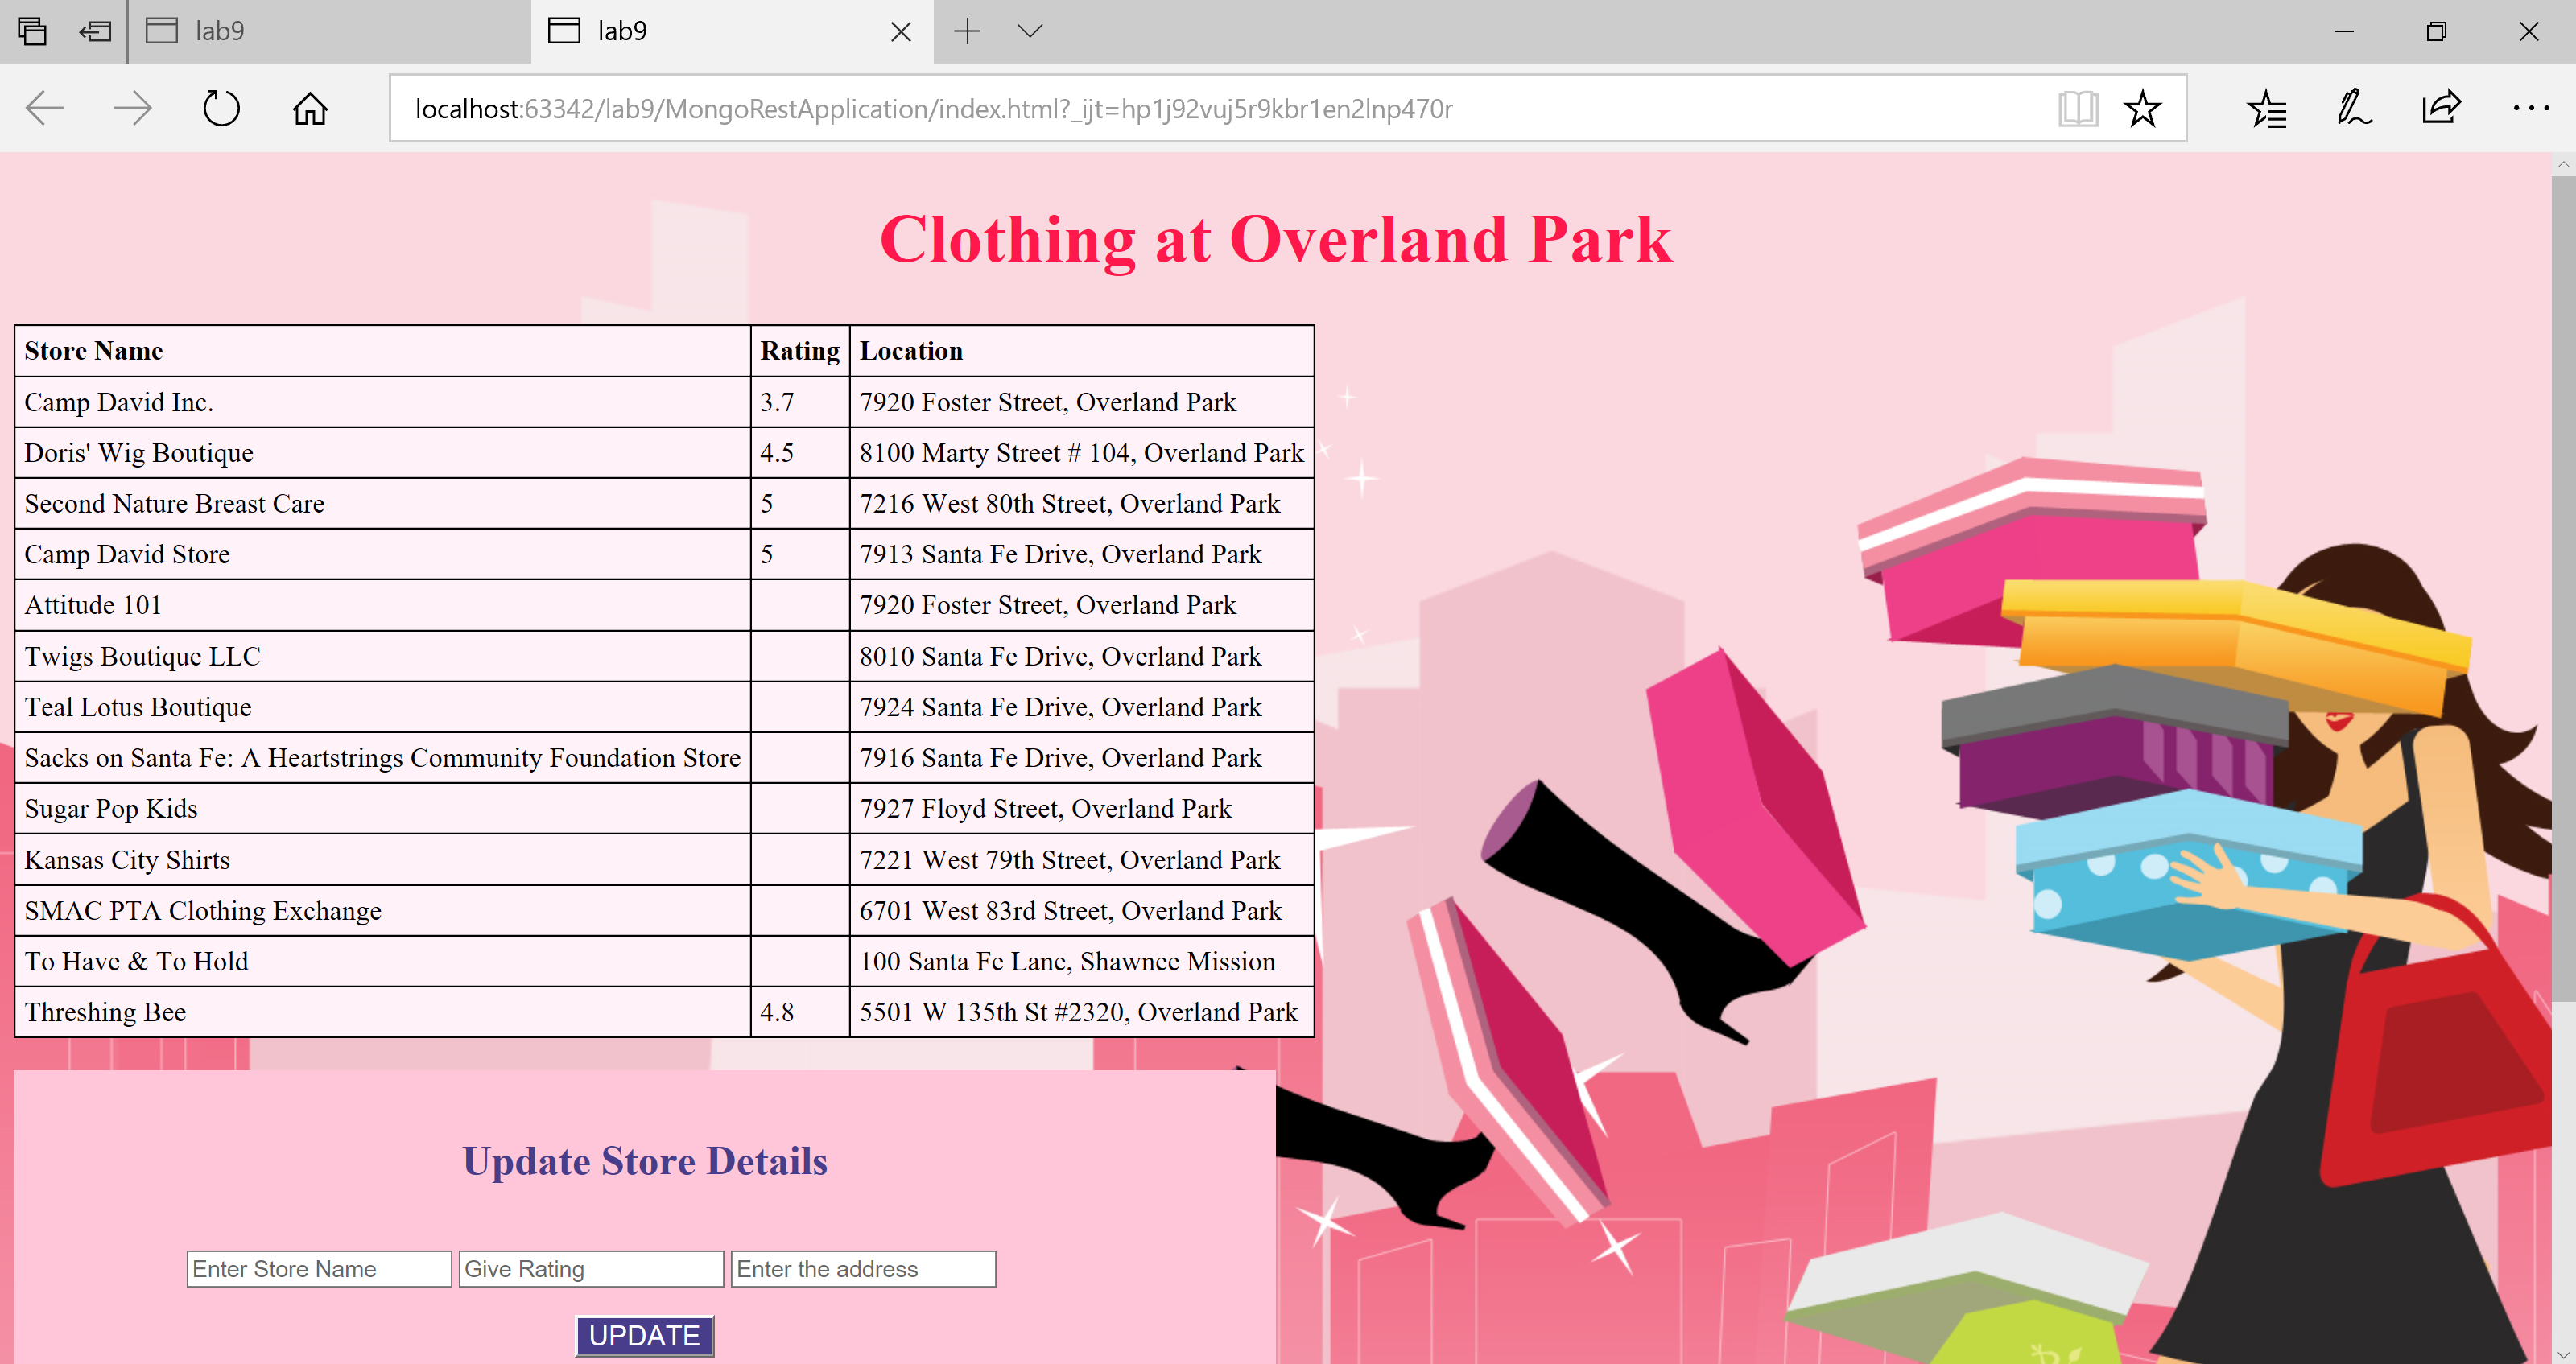 lab9
lab9
localhost:63342/lab9/MongoRestApplication/index.html?_ijt=hp1j92vuj5r9kbr1en2lnp470r
Clothing at Overland Park
Store Name Rating Location
Camp David Inc. 3.7 7920 Foster Street, Overland Park
Doris' Wig Boutique 4.5 8100 Marty Street # 104, Overland Park
Second Nature Breast Care 5 7216 West 80th Street, Overland Park
Camp David Store 5 7913 Santa Fe Drive, Overland Park
Attitude 101 7920 Foster Street, Overland Park
Twigs Boutique LLC 8010 Santa Fe Drive, Overland Park
Teal Lotus Boutique 7924 Santa Fe Drive, Overland Park
Sacks on Santa Fe: A Heartstrings Community Foundation Store 7916 Santa Fe Drive, Overland Park
Sugar Pop Kids 7927 Floyd Street, Overland Park
Kansas City Shirts 7221 West 79th Street, Overland Park
SMAC PTA Clothing Exchange 6701 West 83rd Street, Overland Park
To Have & To Hold 100 Santa Fe Lane, Shawnee Mission
Threshing Bee 4.8 5501 W 135th St #2320, Overland Park
Update Store Details
Enter Store Name Give Rating Enter the address
UPDATE